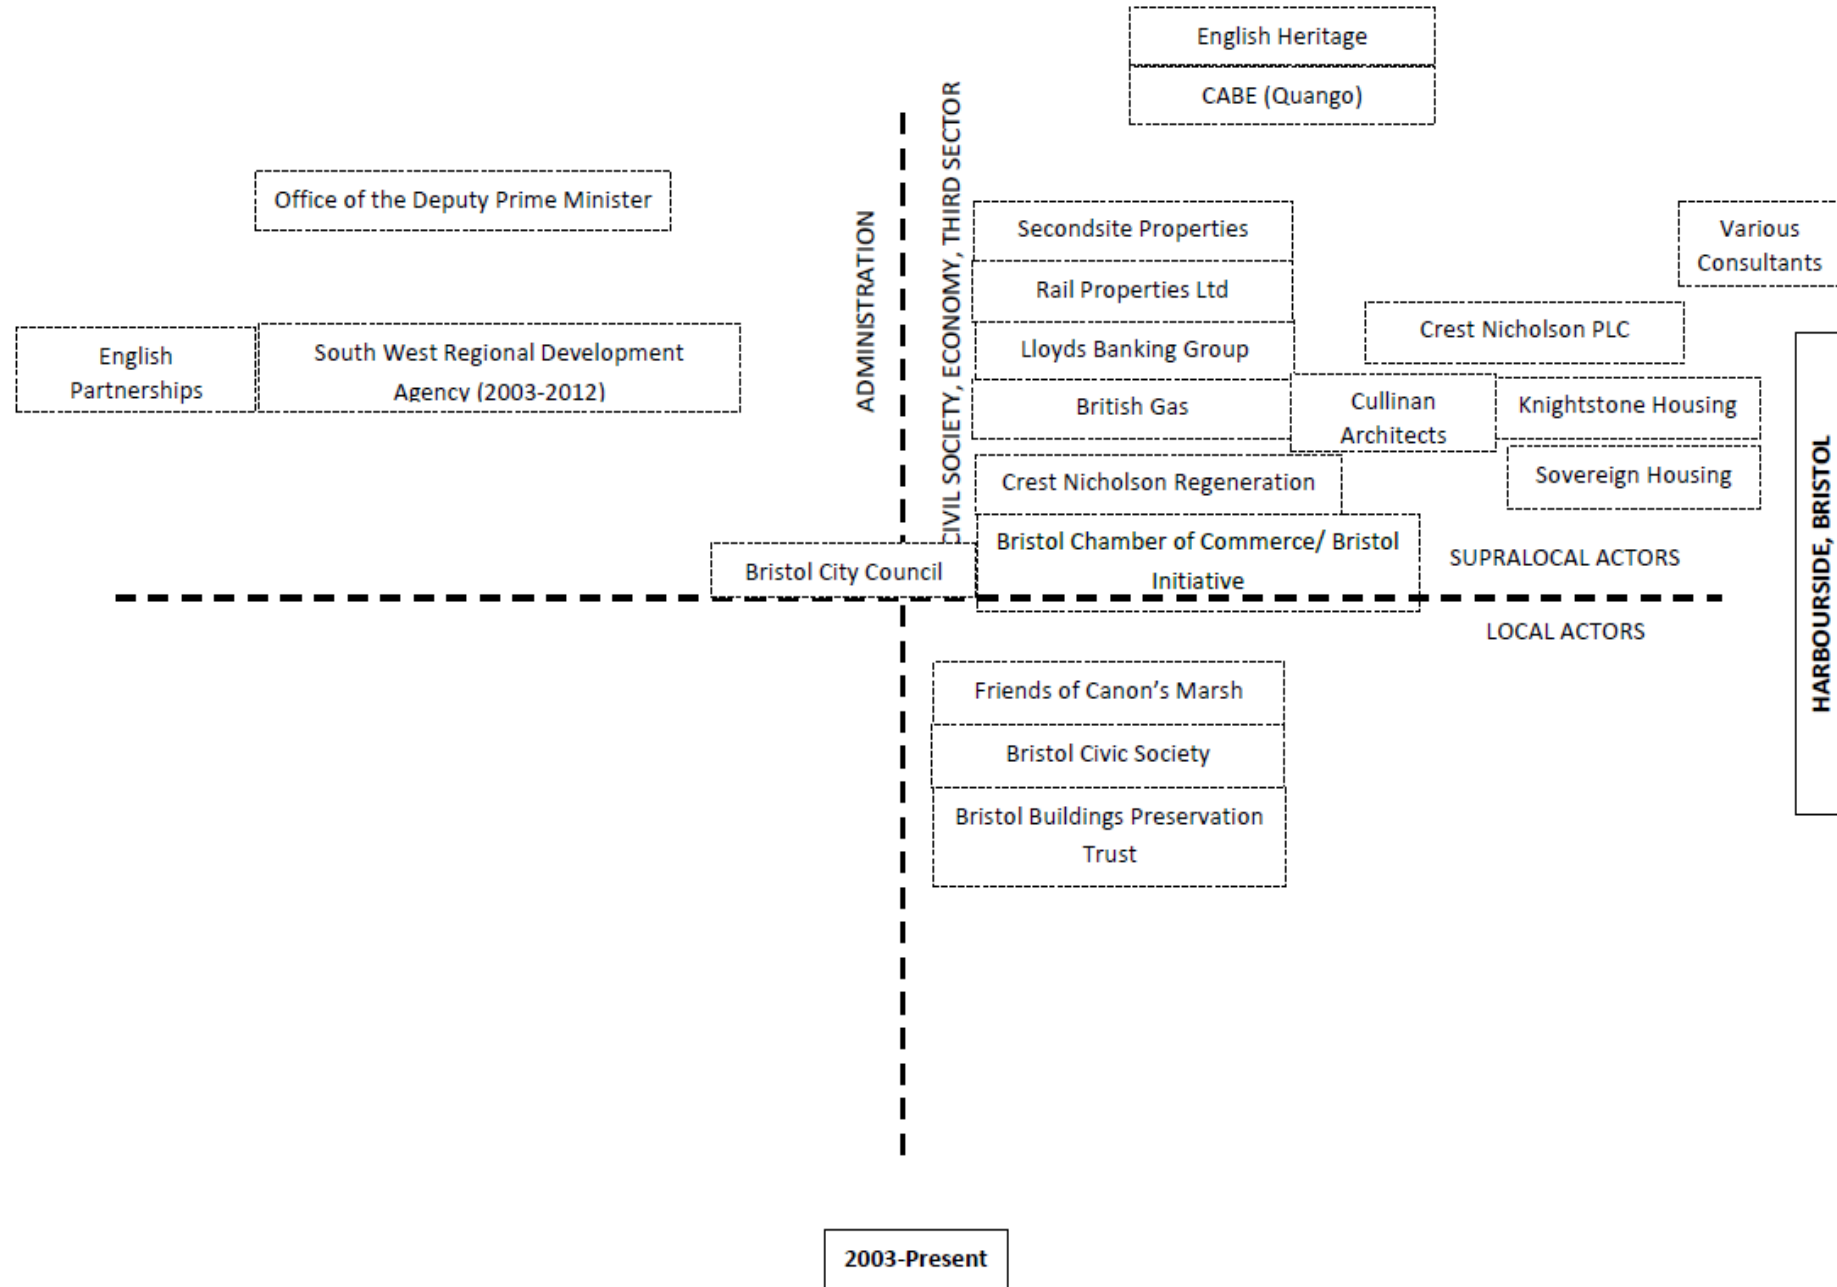 English Heritage
CABE (Quango)
Office of the Deputy Prime Minister
ADMINISTRATION
CIVIL SOCIETY, ECONOMY, THIRD SECTOR
Secondsite Properties
Various
Consultants
Rail Properties Ltd
Crest Nicholson PLC
English
Partnerships
South West Regional Development
Agency (2003-2012)
Lloyds Banking Group
British Gas
Cullinan
Architects
Knightstone Housing
Sovereign Housing
Crest Nicholson Regeneration
Bristol Chamber of Commerce/ Bristol
Initiative
Bristol City Council
SUPRALOCAL ACTORS
LOCAL ACTORS
HARBOURSIDE, BRISTOL
Friends of Canon’s Marsh
Bristol Civic Society
Bristol Buildings Preservation
Trust
2003-Present